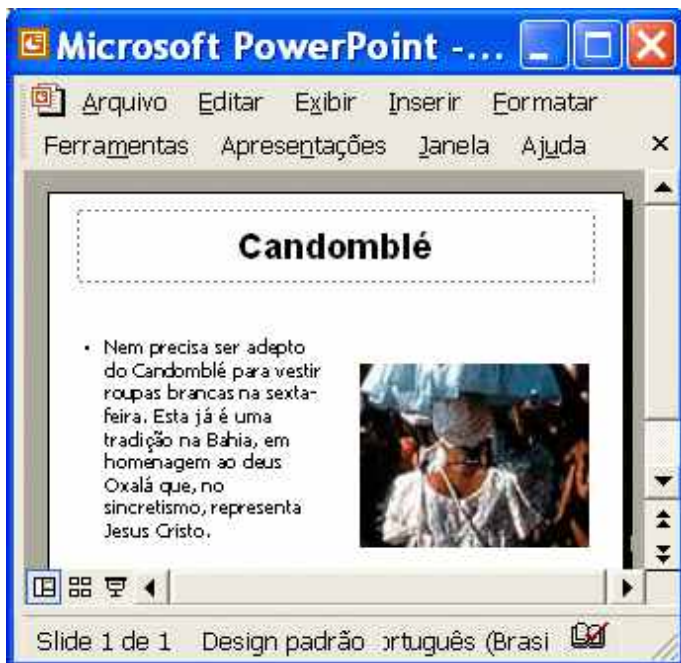 Microsoft PowerPoint -...
Arquivo Editar Exibir Inserir Formatar
Ferramentas Apresentações Janela Ajuda
Candomblé
• Nem precisa ser adepto
do Candomblé para vestir
roupas brancas na sexta-
feira. Esta já é uma
tradição na Bahia, em
homenagem ao deus
Oxalá que, no
sincretismo, representa
Jesus Cristo.
Slide 1 de 1 Design padrão rtuguês (Brasi